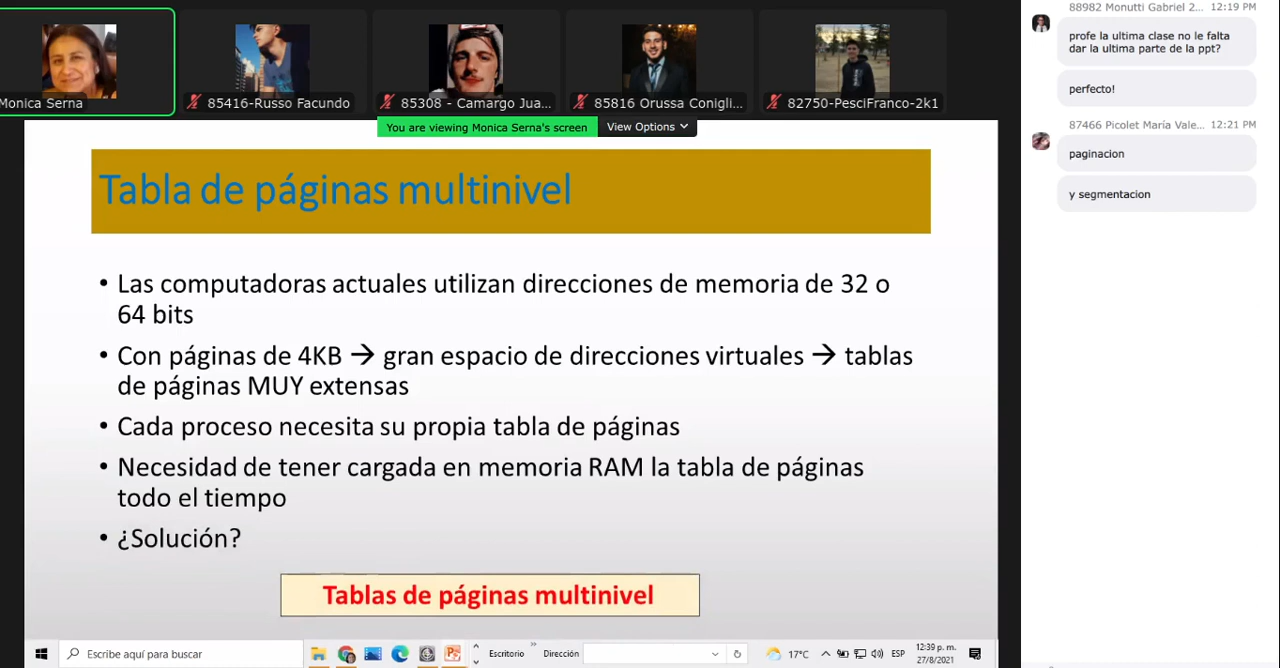 Monica Serna
85416-Russo Facundo
85308 - Camargo Jua...
85816 Orussa Conigli...
82750-PesciFranco-2k1
You are viewing Monica Serna's screen
View Options
Tabla de páginas multinivel
• Las computadoras actuales utilizan direcciones de memoria de 32 o
64 bits
• Con páginas de 4KB → gran espacio de direcciones virtuales → tablas
de páginas MUY extensas
• Cada proceso necesita su propia tabla de páginas
• Necesidad de tener cargada en memoria RAM la tabla de páginas
todo el tiempo
• ¿Solución?
Tablas de páginas multinivel
Escribe aquí para buscar
Escritorio
Dirección
17°C
ESP
12:39 p. m.
27/8/2021
88982 Monutti Gabriel 2... 12:19 PM
profe la ultima clase no le falta
dar la ultima parte de la ppt?
perfecto!
87466 Picolet María Vale... 12:21 PM
paginacion
y segmentacion